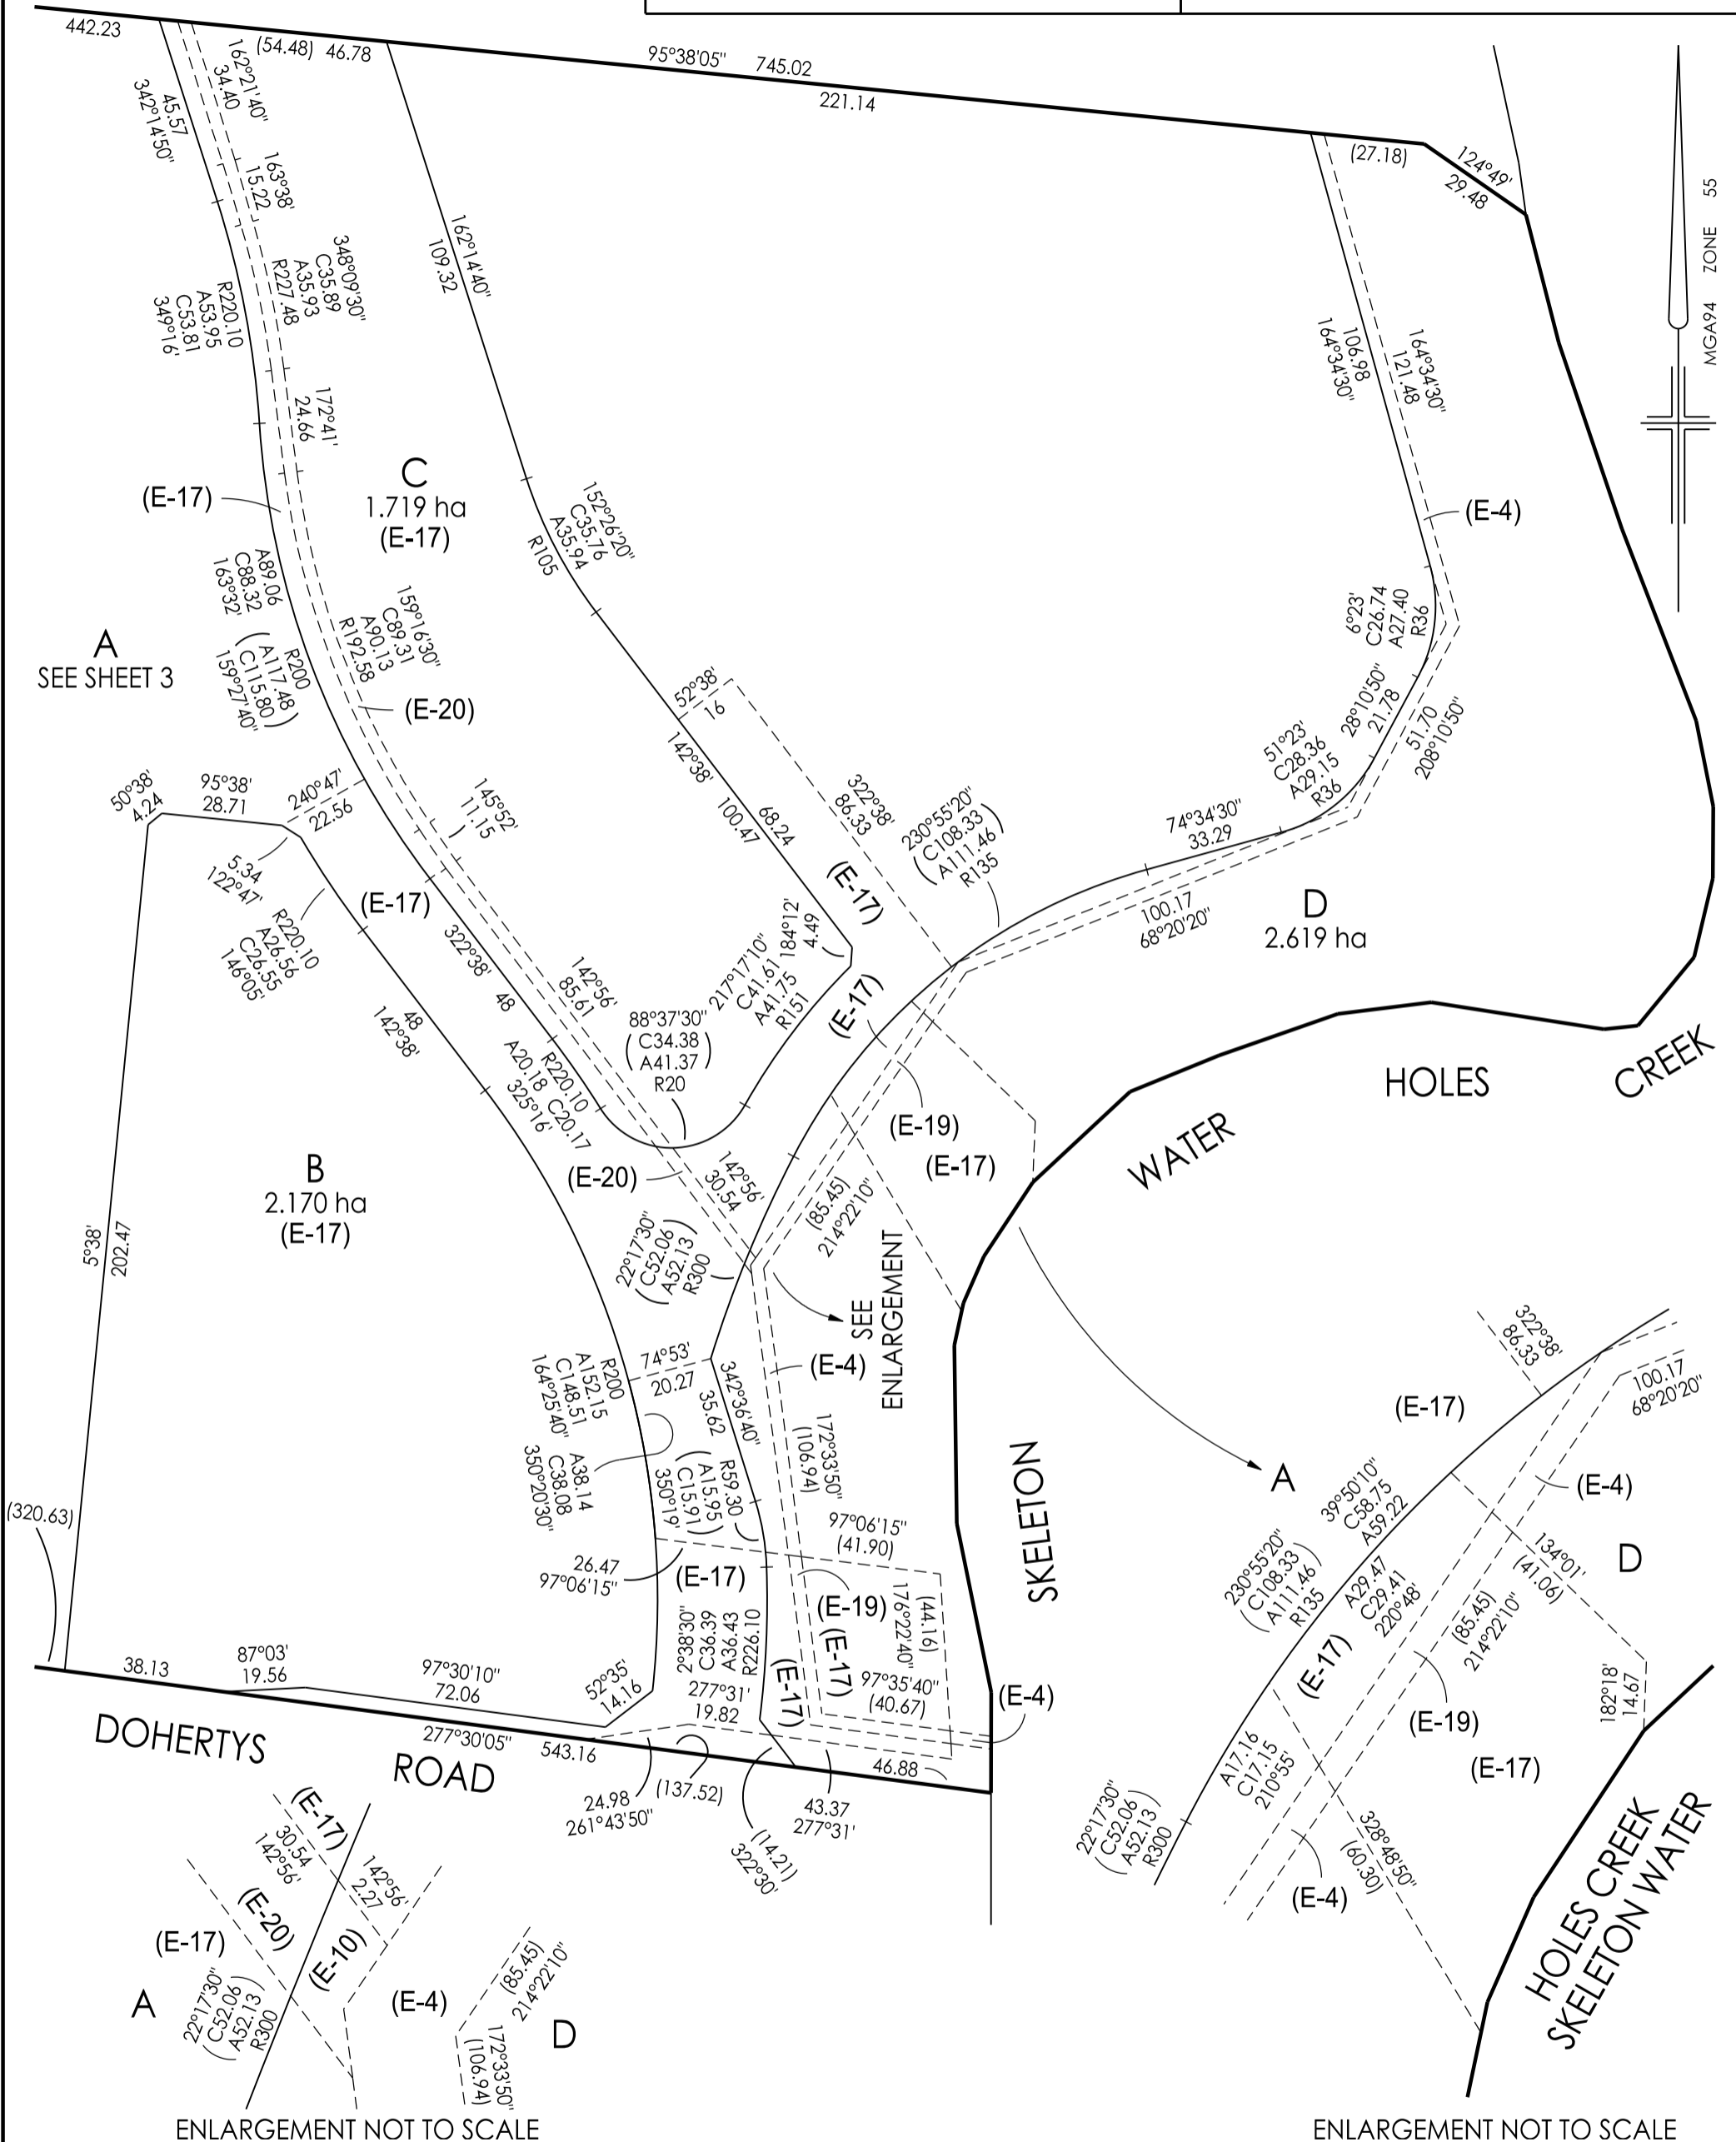 442.23
(54.48) 46.78
95°38'05" 745.02
221.14
(27.18)
124°49'
29.48
MGA94 ZONE 55
162°21'40"
34.40
45.57
342°14'50"
163°38'
15.22
348°09'30"
C35.89
A35.93
R227.48
R220.10
A53.95
C53.81
349°16'
172°41'
24.66
162°14'40"
109.32
106.98
164°34'30"
164°34'30"
121.48
(E-17)
C
1.719 ha
(E-17)
152°26'20"
C35.76
A35.94
R105
(E-4)
A89.06
C88.32
163°32'
R200
(A117.48
C115.80)
159°27'40"
159°16'30"
C89.31
A90.13
R192.58
(E-20)
A
SEE SHEET 3
6°23'
C26.74
A27.40
R36
28°10'50"
21.78
51.70
208°10'50"
51°23'
C28.36
A29.15
R36
52°38'
16
142°38'
100.47
68.24
322°38'
86.33
230°55'20"
(C108.33
A111.46)
R135
74°34'30"
33.29
100.17
68°20'20"
D
2.619 ha
50°38'
4.24
95°38'
28.71
240°47'
22.56
5.34
122°47'
145°52'
11.15
(E-17)
R220.10
A26.56
C26.55
146°05'
322°38' 48
142°56'
85.61
48
142°38'
(E-17)
184°12'
4.49
217°17'10"
C41.61
A41.75
R151
(E-17)
88°37'30"
(C34.38
A41.37)
R20
R220.10
A20.18 C20.17
325°16'
(E-20)
142°56'
30.54
(E-19)
(E-17)
(85.45)
214°22'10"
WATER
HOLES
CREEK
B
2.170 ha
(E-17)
5°38'
202.47
22°17'30"
(C52.06
A52.13)
R300
SEE
ENLARGEMENT
(E-4)
74°53'
20.27
R200
A152.15
C148.51
164°25'40"
342°36'40"
35.62
A38.14
C38.08
350°20'30"
R59.30
(A15.95
C15.91)
350°19'
172°33'50"
(106.94)
97°06'15"
(41.90)
26.47
97°06'15"
(E-17)
(E-19)
(E-17)
(44.16)
176°22'40"
2°38'30"
C36.39
A36.43
R226.10
(E-17)
97°35'40"
(40.67)
(E-4)
SKELETON
(320.63)
38.13
87°03'
19.56
97°30'10"
72.06
52°35'
14.16
277°31'
19.82
277°30'05" 543.16
46.88
DOHERTYS
ROAD
24.98
261°43'50"
(137.52)
(14.21)
322°30'
43.37
277°31'
(E-17)
30.54
142°56'
142°56'
2.27
(E-20)
(E-17)
(E-10)
A
22°17'30"
(C52.06
A52.13)
R300
(E-4)
(85.45)
214°22'10"
D
172°33'50"
(106.94)
ENLARGEMENT NOT TO SCALE
322°38'
86.33
100.17
68°20'20"
(E-17)
A
(E-4)
39°50'10"
C58.75
A59.22
230°55'20"
(C108.33
A111.46)
R135
A29.47
C29.41
220°48'
134°01'
(41.06)
D
(85.45)
214°22'10"
(E-17)
182°18'
14.67
(E-19)
(E-17)
A17.16
C17.15
210°55'
22°17'30"
(C52.06
A52.13)
R300
328°48'50"
(60.30)
(E-4)
HOLES CREEK
SKELETON WATER
ENLARGEMENT NOT TO SCALE